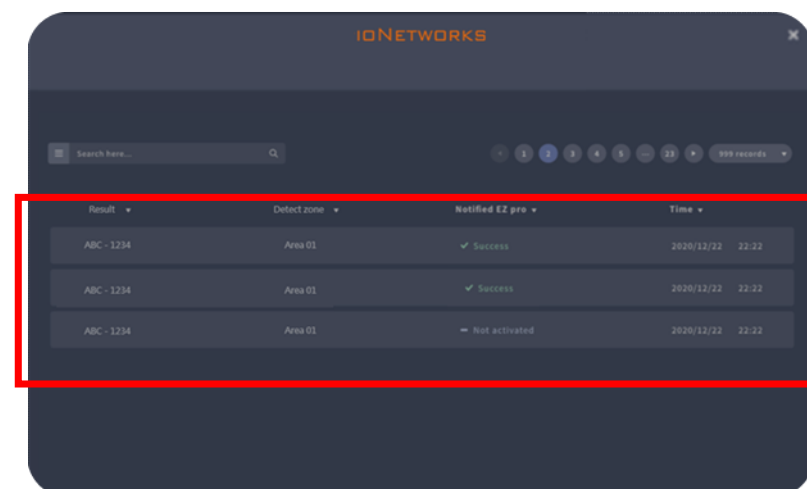 ioNetworks
Search here... 1 2 3 4 5 ... 23 999 records
Result Detect zone Notified EZ pro Time
ABC - 1234 Area 01 Success 2020/12/22 22:22
ABC - 1234 Area 01 Success 2020/12/22 22:22
ABC - 1234 Area 01 Not activated 2020/12/22 22:22